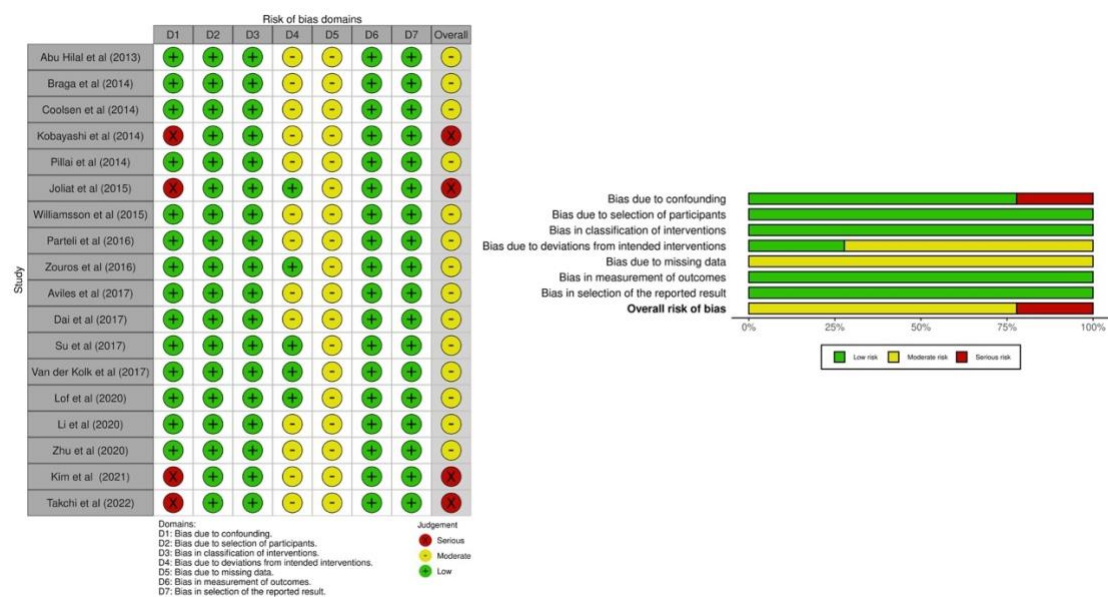 Risk of bias domains
D1 D2 D3 D4 D5 D6 D7 Overall
Study
Abu Hilal et al (2013) + + + - - + + -
Braga et al (2014) + + + - - + + -
Coolsen et al (2014) + + + - - + + -
Kobayashi et al (2014) X + + - - + + X
Pillai et al (2014) + + + - - + + -
Joliat et al (2015) X + + + - + + X
Williamsson et al (2015) + + + - - + + -
Parteli et al (2016) + + + - - + + -
Zouros et al (2016) + + + + - + + -
Aviles et al (2017) + + + - - + + -
Dai et al (2017) + + + - - + + -
Su et al (2017) + + + + - + + -
Van der Kolk et al (2017) + + + + - + + -
Lof et al (2020) + + + + - + + -
Li et al (2020) + + + - - + + -
Zhu et al (2020) + + + - - + + -
Kim et al (2021) X + + - - + + X
Takchi et al (2022) X + + - - + + X
Domains:
D1: Bias due to confounding.
D2: Bias due to selection of participants.
D3: Bias in classification of interventions.
D4: Bias due to deviations from intended interventions.
D5: Bias due to missing data.
D6: Bias in measurement of outcomes.
D7: Bias in selection of the reported result.
Judgement
X Serious
- Moderate
+ Low
Bias due to confounding
Bias due to selection of participants
Bias in classification of interventions
Bias due to deviations from intended interventions
Bias due to missing data
Bias in measurement of outcomes
Bias in selection of the reported result
Overall risk of bias
0% 25% 50% 75% 100%
Low risk Moderate risk Serious risk